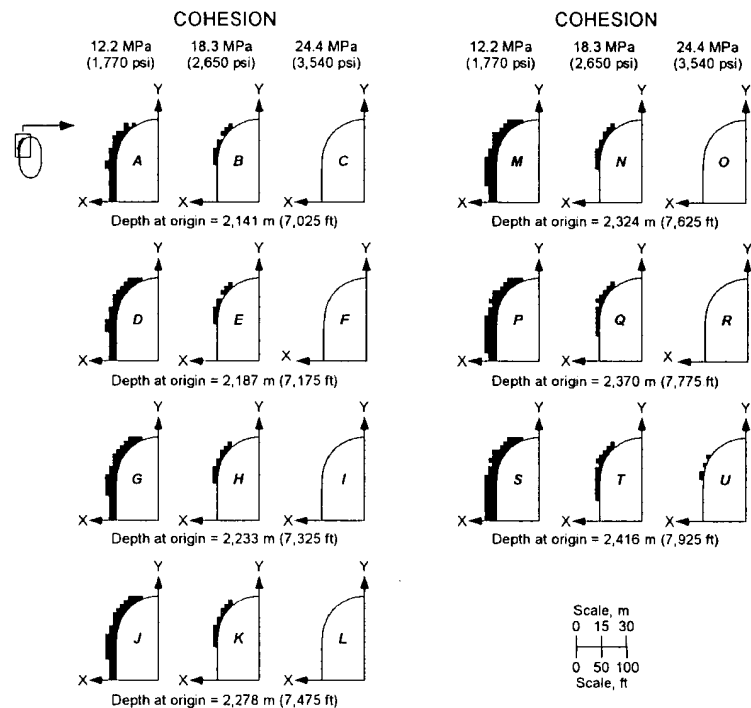 COHESION
12.2 MPa 18.3 MPa 24.4 MPa
(1,770 psi) (2,650 psi) (3,540 psi)
Y Y Y
A B C
X X X
Depth at origin = 2,141 m (7,025 ft)
Y Y Y
D E F
X X X
Depth at origin = 2,187 m (7,175 ft)
Y Y Y
G H I
X X X
Depth at origin = 2,233 m (7,325 ft)
Y Y Y
J K L
X X X
Depth at origin = 2,278 m (7,475 ft)
COHESION
12.2 MPa 18.3 MPa 24.4 MPa
(1,770 psi) (2,650 psi) (3,540 psi)
Y Y Y
M N O
X X X
Depth at origin = 2,324 m (7,625 ft)
Y Y Y
P Q R
X X X
Depth at origin = 2,370 m (7,775 ft)
Y Y Y
S T U
X X X
Depth at origin = 2,416 m (7,925 ft)
Scale, m
0 15 30
0 50 100
Scale, ft